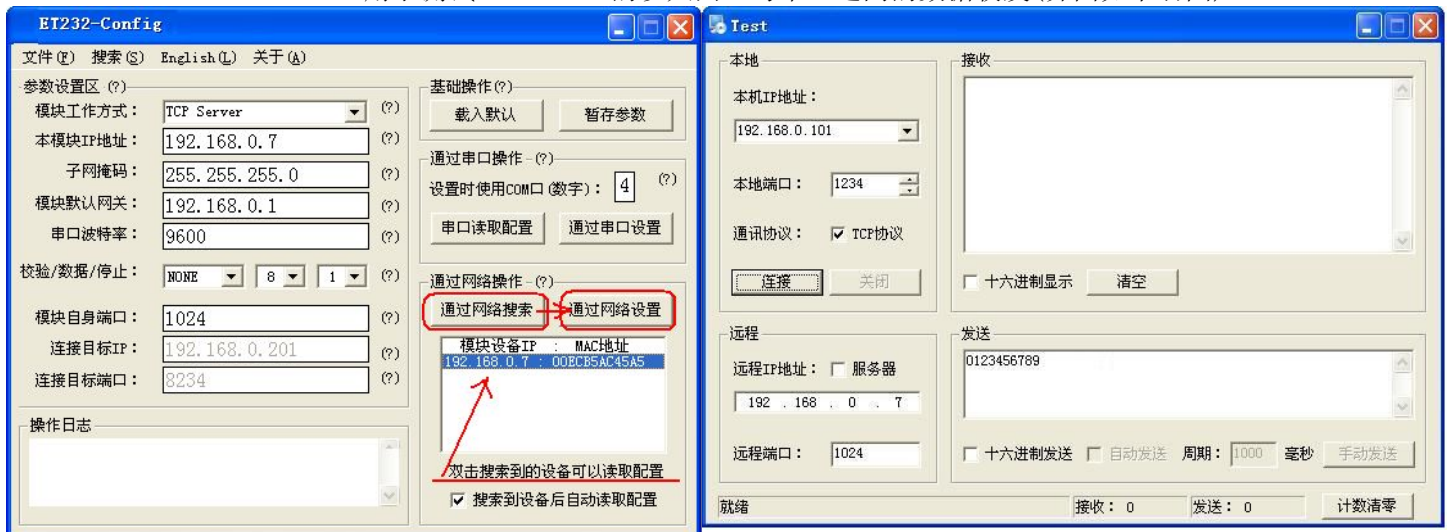 ET232-Config
文件(F) 搜索(S) English(L) 关于(A)
参数设置区 (?)
模块工作方式： TCP Server (?)
本模块IP地址： 192.168.0.7 (?)
子网掩码： 255.255.255.0 (?)
模块默认网关： 192.168.0.1 (?)
串口波特率： 9600 (?)
校验/数据/停止： NONE 8 1 (?)
模块自身端口： 1024 (?)
连接目标IP： 192.168.0.201 (?)
连接目标端口： 8234 (?)
操作日志
基础操作(?)
载入默认 暂存参数
通过串口操作-(?)
设置时使用COM口(数字)： 4 (?)
串口读取配置 通过串口设置
通过网络操作-(?)
通过网络搜索 通过网络设置
模块设备IP : MAC地址
192.168.0.7 : 00ECB5AC45A5
双击搜索到的设备可以读取配置
搜索到设备后自动读取配置
Test
本地
本机IP地址：
192.168.0.101
本地端口： 1234
通讯协议： TCP协议
连接 关闭
远程
远程IP地址： 服务器
192 . 168 . 0 . 7
远程端口： 1024
接收
十六进制显示 清空
发送
0123456789
十六进制发送 自动发送 周期： 1000 毫秒 手动发送
就绪 接收： 0 发送： 0 计数清零